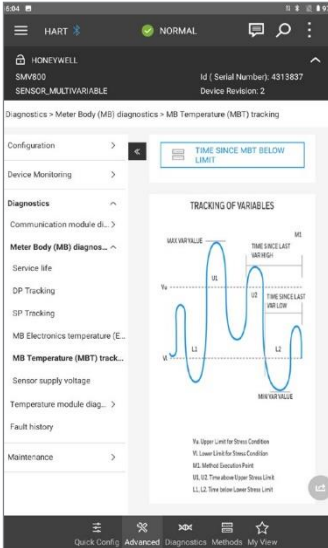 5:04
HART
NORMAL
HONEYWELL
SMV800
SENSOR_MULTIVARIABLE
Id ( Serial Number): 4313837
Device Revision: 2
Diagnostics > Meter Body (MB) diagnostics > MB Temperature (MBT) tracking
Configuration >
Device Monitoring >
Diagnostics
Communication module di... >
Meter Body (MB) diagnos...
Service life
DP Tracking
SP Tracking
MB Electronics temperature (E...
MB Temperature (MBT) track...
Sensor supply voltage
Temperature module diag... >
Fault history
Maintenance >
«
TIME SINCE MBT BELOW
LIMIT
TRACKING OF VARIABLES
MAX VAR VALUE
M1
TIME SINCE LAST
VAR HIGH
U1
Vu
U2
TIME SINCE LAST
VAR LOW
L2
L2
Vl
MIN VAR VALUE
Vu. Upper Limit for Stress Condition
Vl. Lower Limit for Stress Condition
M1. Method Execution Point
U1, U2. Time above Upper Stress Limit
L1, L2. Time below Lower Stress Limit
Quick Config
Advanced
Diagnostics
Methods
My View